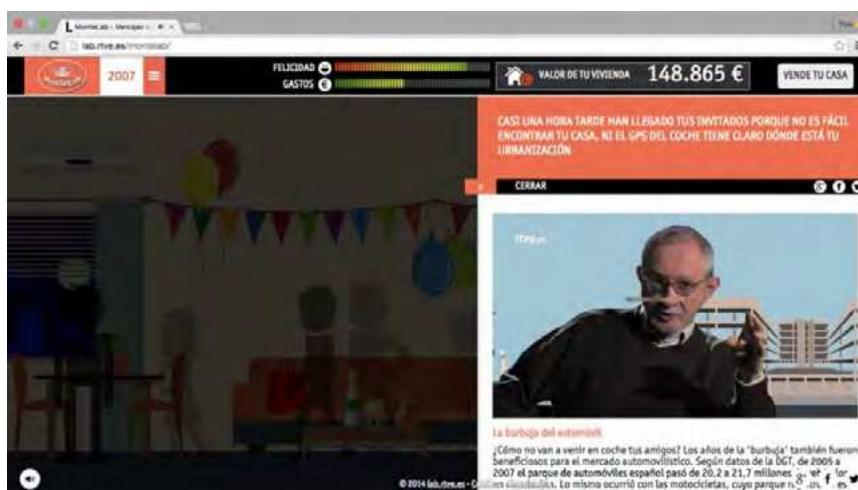 MonteLab - Ventajas
lab.rtve.es/montelab/
2007
FELICIDAD
GASTOS
VALOR DE TU VIVIENDA 148.865 €
VENDE TU CASA
CASI UNA HORA TARDE HAN LLEGADO TUS INVITADOS PORQUE NO ES FÁCIL
ENCONTRAR TU CASA, NI EL GPS DEL COCHE TIENE CLARO DÓNDE ESTÁ TU
URBANIZACIÓN
CERRAR
rtve.es
La burbuja del automóvil
¿Cómo no van a venir en coche tus amigos? Los años de la 'burbuja' también fueron
beneficiosos para el mercado automovilístico. Según datos de la DGT, de 2005 a
2007 el parque de automóviles español pasó de 20,2 a 21,7 millones
Lo mismo ocurrió con las motocicletas, cuyo parque
© 2014 lab.rtve.es -